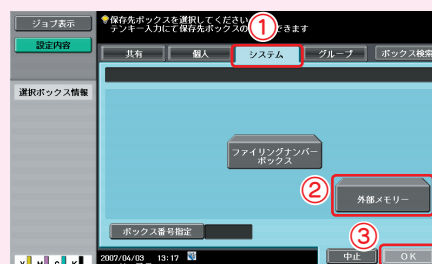 ジョブ表示
設定内容
選択ボックス情報
保存先ボックスを選択してください
テンキー入力にて保存先ボックスの できます
①
共有
個人
システム
グループ
ボックス検索
ファイリングナンバー
ボックス
②
外部メモリー
ボックス番号指定
③
2007/04/03 13:17
中止
OK
Y M C K